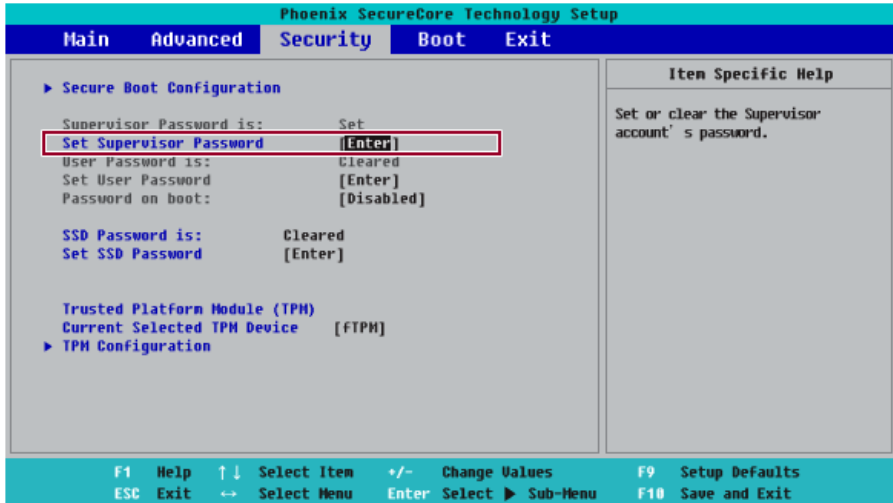 Phoenix SecureCore Technology Setup
Main Advanced Security Boot Exit
▶ Secure Boot Configuration
Supervisor Password is: Set
Set Supervisor Password [Enter]
User Password is: Cleared
Set User Password [Enter]
Password on boot: [Disabled]
SSD Password is: Cleared
Set SSD Password [Enter]
Trusted Platform Module (TPM)
Current Selected TPM Device [fTPM]
▶ TPM Configuration
Item Specific Help
Set or clear the Supervisor
account's password.
F1 Help ↑↓ Select Item +/- Change Values F9 Setup Defaults
ESC Exit ↔ Select Menu Enter Select ▶ Sub-Menu F10 Save and Exit